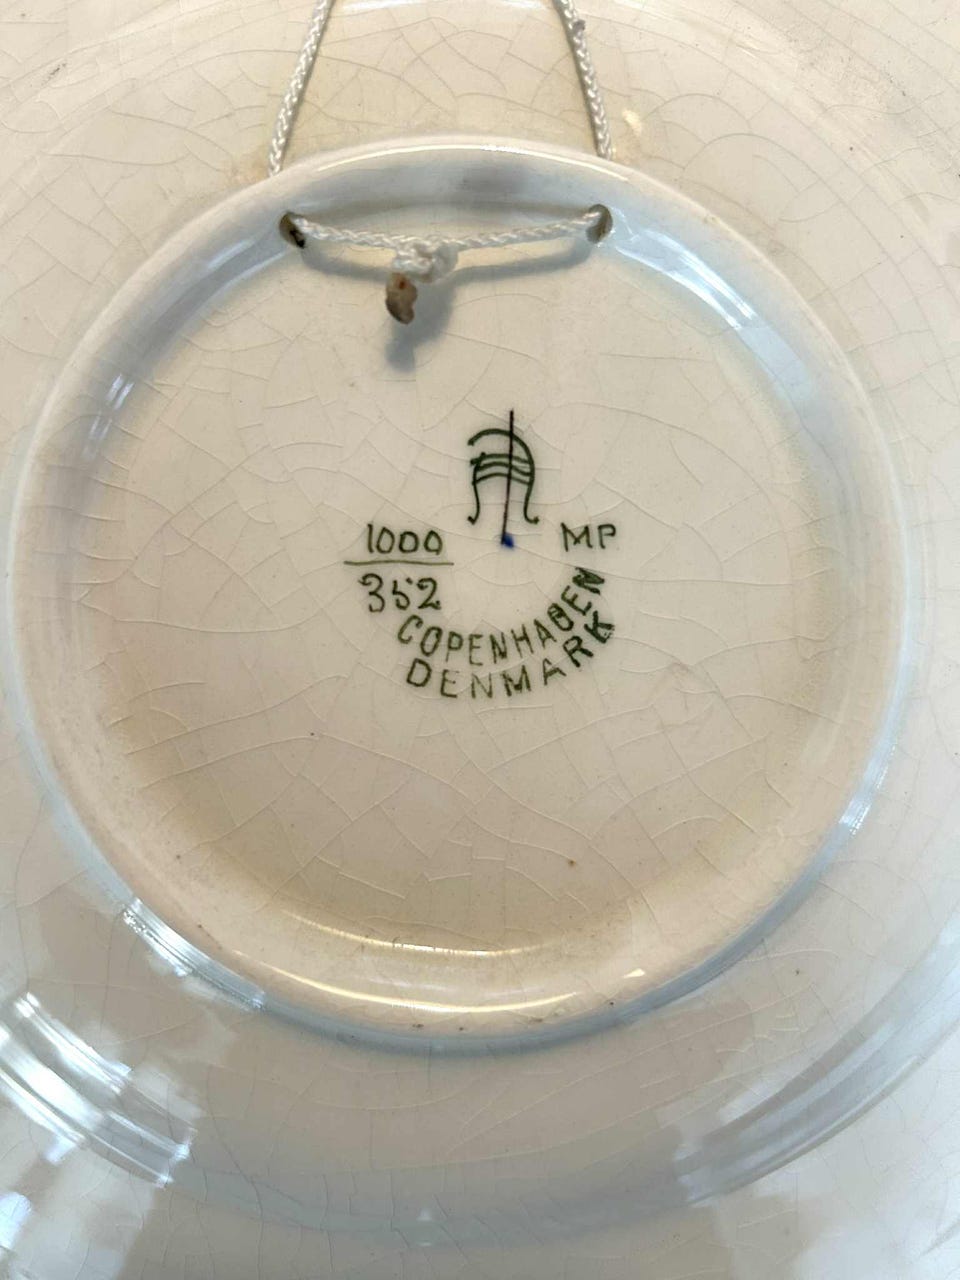 1000 MP
352
COPENHAGEN
DENMARK